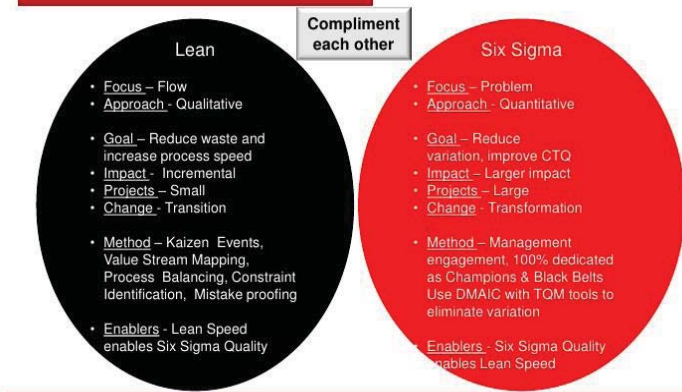 Compliment
each other
Lean
• Focus – Flow
• Approach - Qualitative
• Goal – Reduce waste and
increase process speed
• Impact - Incremental
• Projects – Small
• Change - Transition
• Method – Kaizen Events,
Value Stream Mapping,
Process Balancing, Constraint
Identification, Mistake proofing
• Enablers - Lean Speed
enables Six Sigma Quality
Six Sigma
• Focus – Problem
• Approach - Quantitative
• Goal – Reduce
variation, improve CTQ
• Impact – Larger impact
• Projects – Large
• Change - Transformation
• Method – Management
engagement, 100% dedicated
as Champions & Black Belts
Use DMAIC with TQM tools to
eliminate variation
• Enablers - Six Sigma Quality
enables Lean Speed